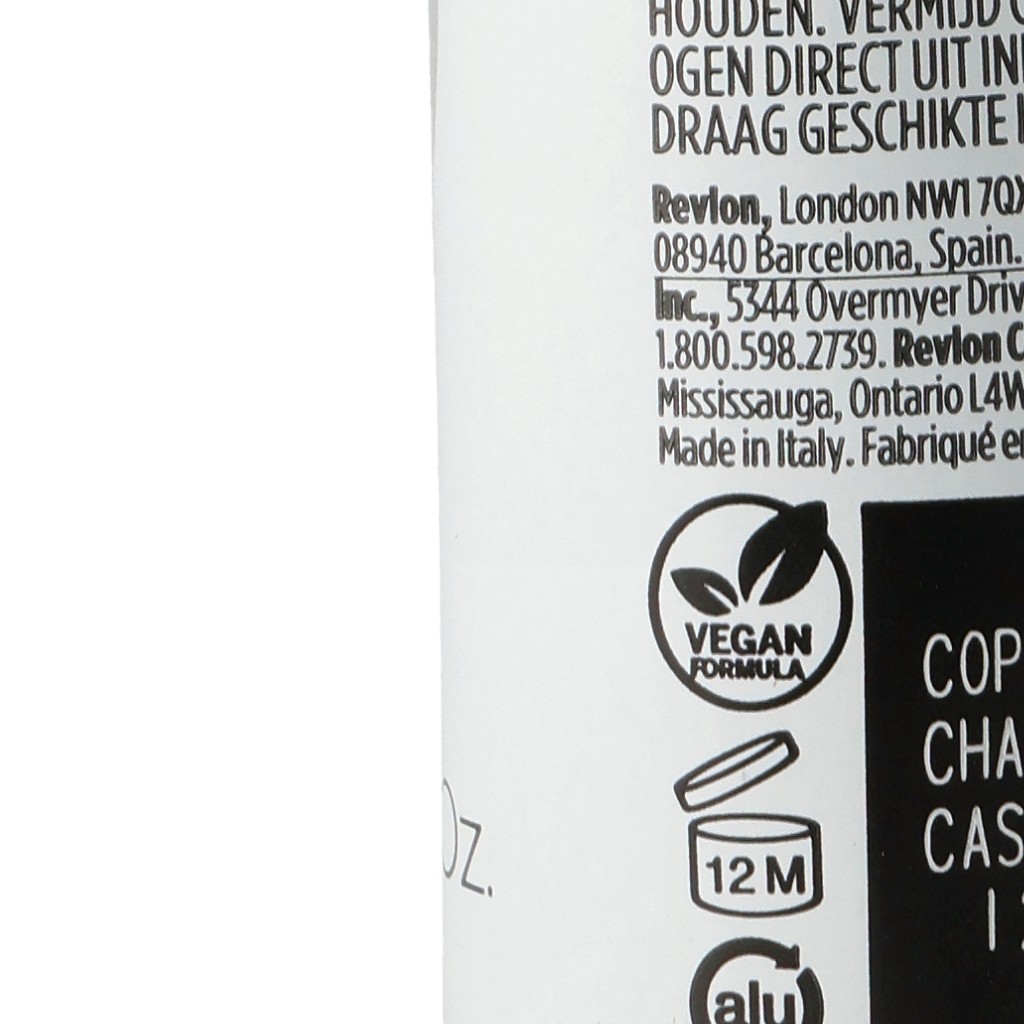 HOUDEN. VERMIJD
OGEN DIRECT UIT
DRAAG GESCHIKTE
Revlon, London NW1 7QX
08940 Barcelona, Spain.
Inc., 5344 Overmyer Driv
1.800.598.2739. Revlon C
Mississauga, Ontario L4W
Made in Italy. Fabriqué en
VEGAN
FORMULA
COP
CHA
CAS
12 M
OZ.
alu